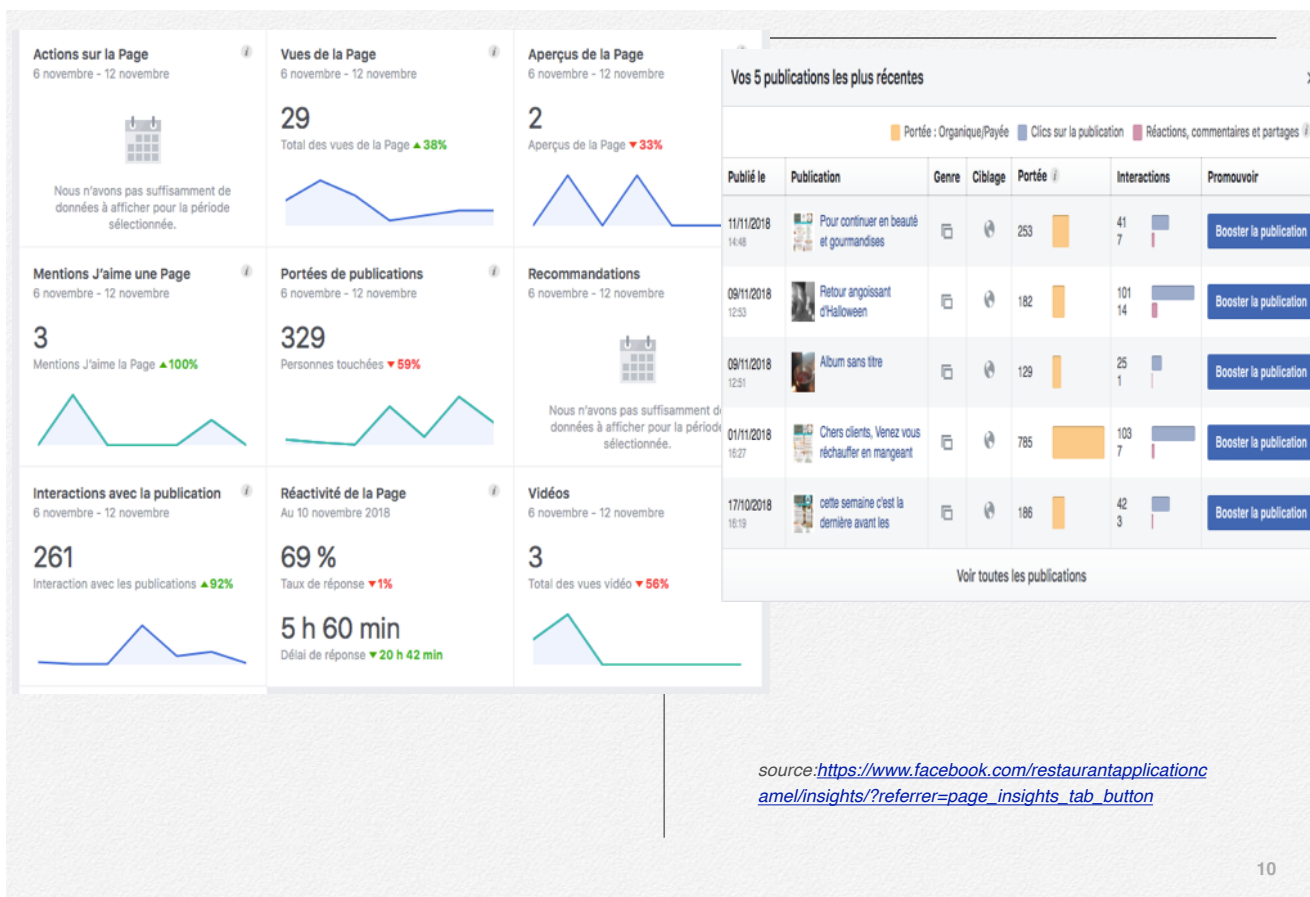 Actions sur la Page
6 novembre - 12 novembre
Nous n'avons pas suffisamment de
données à afficher pour la période
sélectionnée.
Vues de la Page
6 novembre - 12 novembre
29
Total des vues de la Page ▲38%
Aperçus de la Page
6 novembre - 12 novembre
2
Aperçus de la Page ▼33%
Mentions J'aime une Page
6 novembre - 12 novembre
3
Mentions J'aime la Page ▲100%
Portées de publications
6 novembre - 12 novembre
329
Personnes touchées ▼59%
Recommandations
6 novembre - 12 novembre
Nous n'avons pas suffisamment d
données à afficher pour la période
sélectionnée.
Interactions avec la publication
6 novembre - 12 novembre
261
Interaction avec les publications ▲92%
Réactivité de la Page
Au 10 novembre 2018
69 %
Taux de réponse ▼1%
5 h 60 min
Délai de réponse ▼20 h 42 min
Vidéos
6 novembre - 12 novembre
3
Total des vues vidéo ▼56%
Vos 5 publications les plus récentes
Portée : Organique/Payée Clics sur la publication Réactions, commentaires et partages
Publié le Publication Genre Ciblage Portée Interactions Promouvoir
11/11/2018 Pour continuer en beauté 253 41 Booster la publication
14:48 et gourmandises 7
09/11/2018 Retour angoissant 182 101 Booster la publication
12:53 d'Halloween 14
09/11/2018 Album sans titre 129 25 Booster la publication
12:51 1
01/11/2018 Chers clients, Venez vous 785 103 Booster la publication
16:27 réchauffer en mangeant 7
17/10/2018 cette semaine c'est la 186 42 Booster la publication
16:19 dernière avant les 3
Voir toutes les publications
source:https://www.facebook.com/restaurantapplicationc
amel/insights/?referrer=page_insights_tab_button
10